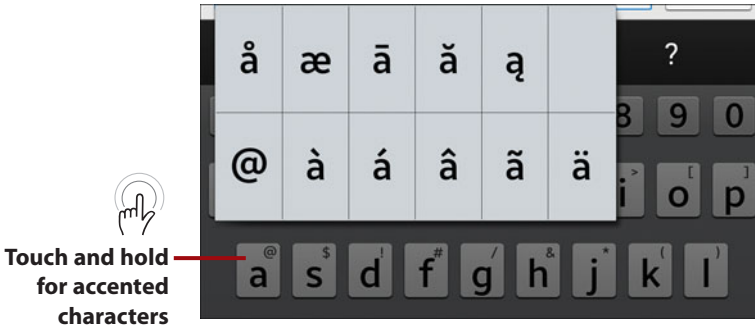 å æ ā ă ą
?
8 9 0
@ à á â ã ä
i > o [ p ]
Touch and hold
for accented
characters
a @ s $ d ! f # g / h & j * k ( l )